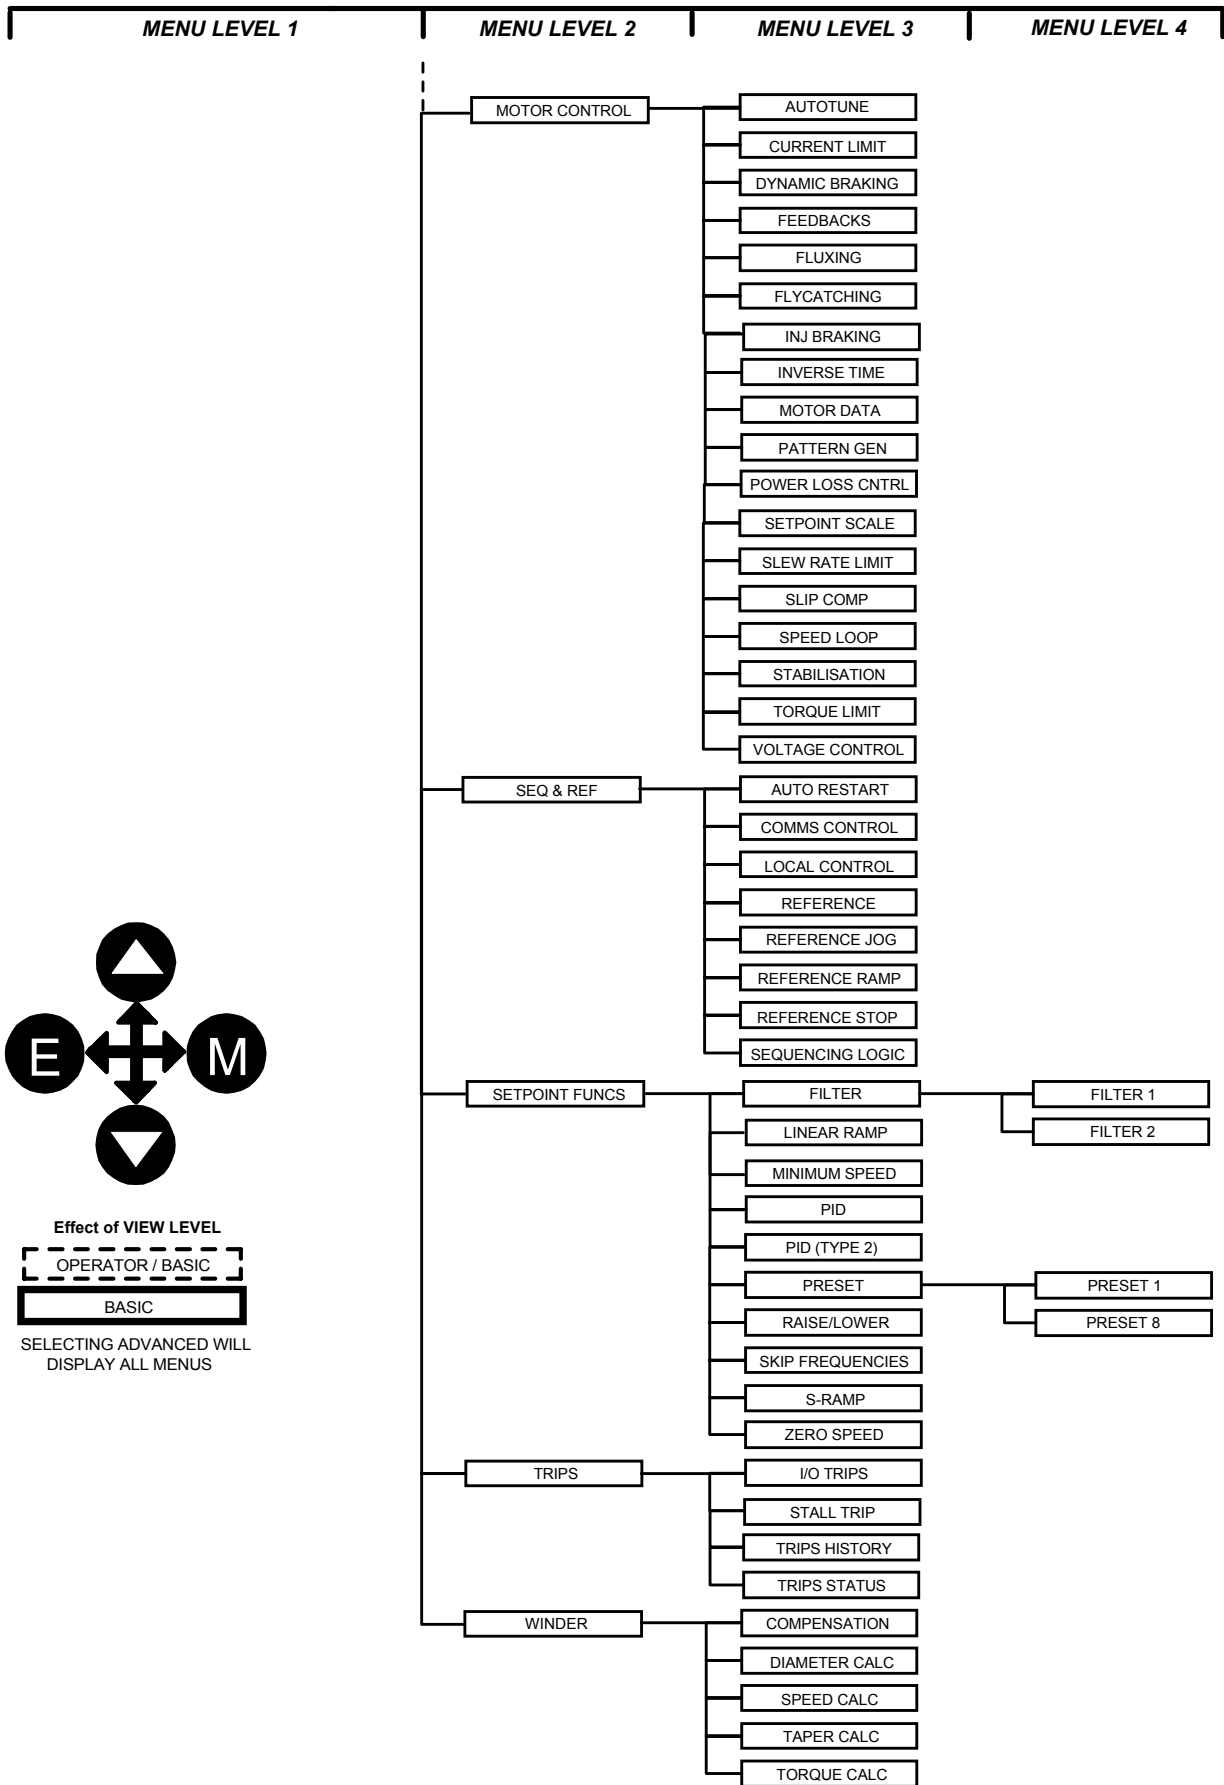 MENU LEVEL 1 MENU LEVEL 2 MENU LEVEL 3 MENU LEVEL 4
MOTOR CONTROL AUTOTUNE
CURRENT LIMIT
DYNAMIC BRAKING
FEEDBACKS
FLUXING
FLYCATCHING
INJ BRAKING
INVERSE TIME
MOTOR DATA
PATTERN GEN
POWER LOSS CNTRL
SETPOINT SCALE
SLEW RATE LIMIT
SLIP COMP
SPEED LOOP
STABILISATION
TORQUE LIMIT
VOLTAGE CONTROL
SEQ & REF AUTO RESTART
COMMS CONTROL
LOCAL CONTROL
REFERENCE
REFERENCE JOG
REFERENCE RAMP
REFERENCE STOP
SEQUENCING LOGIC
SETPOINT FUNCS FILTER FILTER 1
LINEAR RAMP FILTER 2
MINIMUM SPEED
PID
PID (TYPE 2)
PRESET PRESET 1
RAISE/LOWER PRESET 8
SKIP FREQUENCIES
S-RAMP
ZERO SPEED
TRIPS I/O TRIPS
STALL TRIP
TRIPS HISTORY
TRIPS STATUS
WINDER COMPENSATION
DIAMETER CALC
SPEED CALC
TAPER CALC
TORQUE CALC
E M
Effect of VIEW LEVEL
OPERATOR / BASIC
BASIC
SELECTING ADVANCED WILL
DISPLAY ALL MENUS